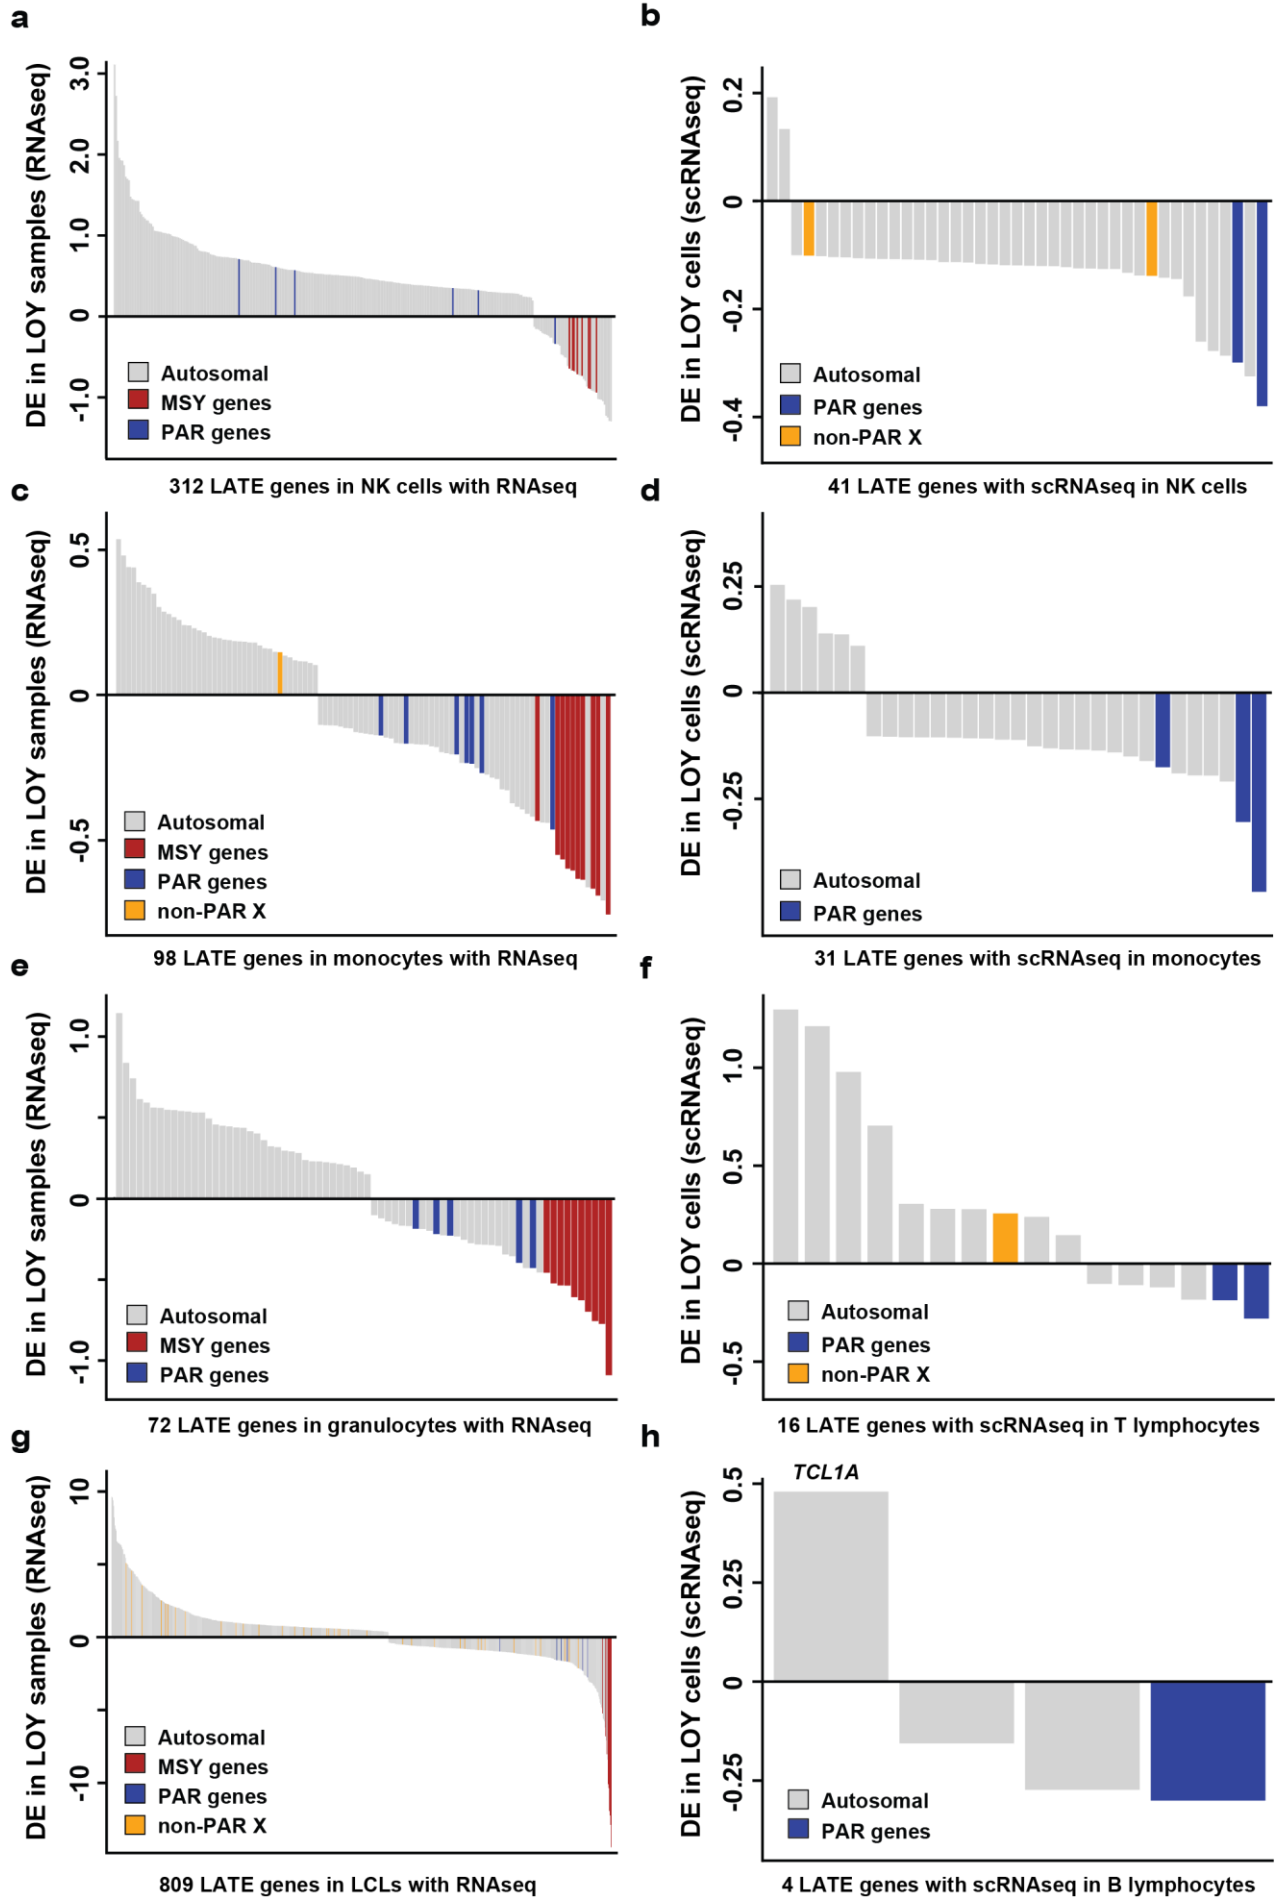 a
DE in LOY samples (RNAseq)
3.0
2.0
1.0
0
-1.0
Autosomal
MSY genes
PAR genes
312 LATE genes in NK cells with RNAseq
b
DE in LOY cells (scRNAseq)
0.2
0
-0.2
-0.4
Autosomal
PAR genes
non-PAR X
41 LATE genes with scRNAseq in NK cells
c
DE in LOY samples (RNAseq)
0.5
0
-0.5
Autosomal
MSY genes
PAR genes
non-PAR X
98 LATE genes in monocytes with RNAseq
d
DE in LOY cells (scRNAseq)
0.25
0
-0.25
Autosomal
PAR genes
31 LATE genes with scRNAseq in monocytes
e
DE in LOY samples (RNAseq)
1.0
0
-1.0
Autosomal
MSY genes
PAR genes
72 LATE genes in granulocytes with RNAseq
f
DE in LOY cells (scRNAseq)
1.0
0.5
0
-0.5
Autosomal
PAR genes
non-PAR X
16 LATE genes with scRNAseq in T lymphocytes
g
DE in LOY samples (RNAseq)
10
0
-10
Autosomal
MSY genes
PAR genes
non-PAR X
809 LATE genes in LCLs with RNAseq
h
DE in LOY cells (scRNAseq)
TCL1A
0.5
0.25
0
-0.25
Autosomal
PAR genes
4 LATE genes with scRNAseq in B lymphocytes